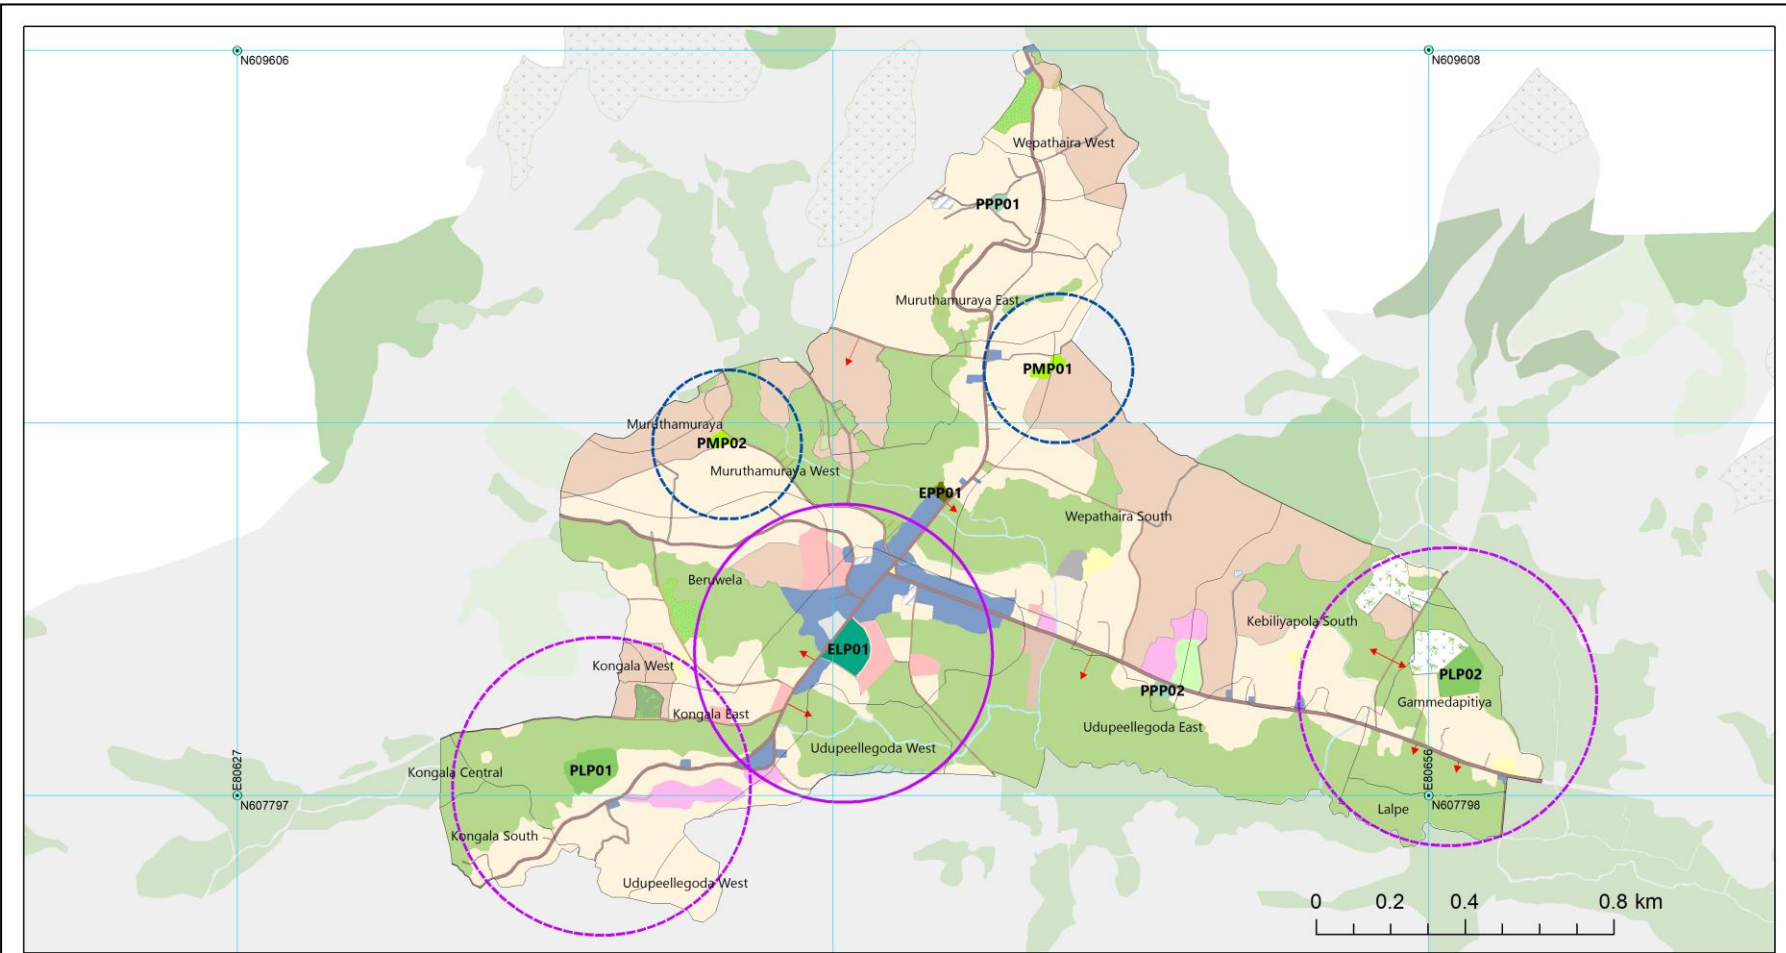 N609606
N609608
Wepathaira West
PPP01
Muruthamuraya East
PMP01
Muruthamuraya
PMP02
Muruthamuraya West
EPP01
Wepathaira South
Beruwela
Kebiliyapola South
ELP01
Kongala West
PLP02
PPP02
Gammedapitiya
Kongala East
Udupeellegoda East
Udupeellegoda West
PLP01
Kongala Central
E80627
E80656
N607797
N607798
Lalpe
Kongala South
Udupeellegoda West
0 0.2 0.4 0.8 km